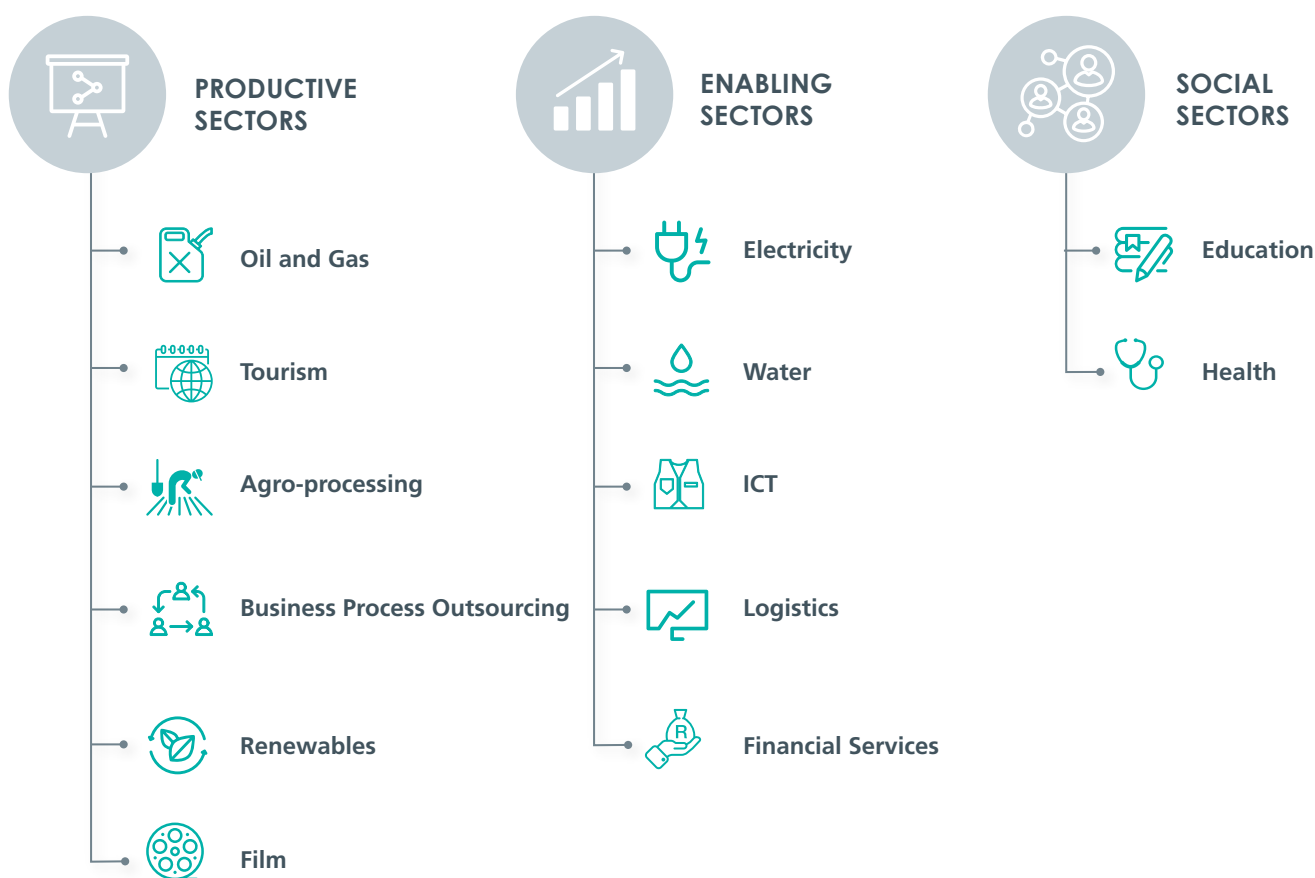 PRODUCTIVE
SECTORS
Oil and Gas
Tourism
Agro-processing
Business Process Outsourcing
Renewables
Film
ENABLING
SECTORS
Electricity
Water
ICT
Logistics
R
Financial Services
SOCIAL
SECTORS
Education
Health